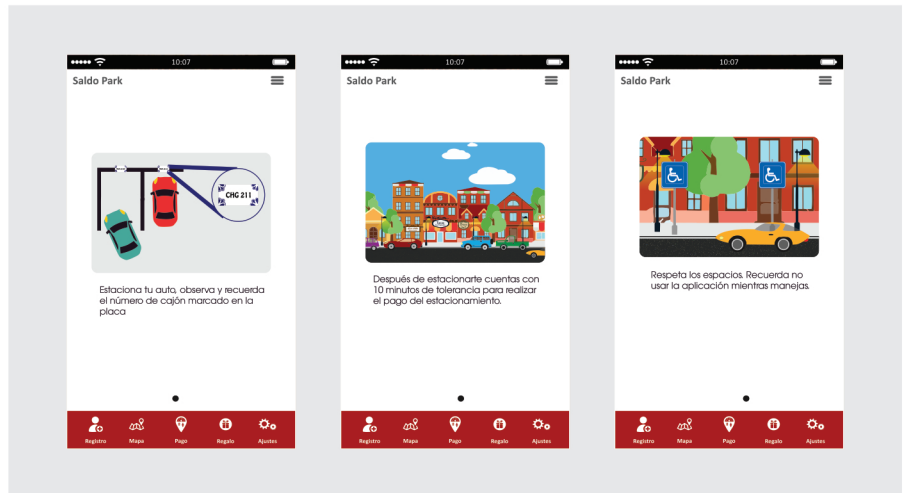 10:07
Saldo Park
CHG 211
Estaciona tu auto, observa y recuerda
el número de cajón marcado en la
placa
Registro Mapa Pago Regalo Ajustes
10:07
Saldo Park
Después de estacionarte cuentas con
10 minutos de tolerancia para realizar
el pago del estacionamiento.
Registro Mapa Pago Regalo Ajustes
10:07
Saldo Park
Respeta los espacios. Recuerda no
usar la aplicación mientras manejas.
Registro Mapa Pago Regalo Ajustes